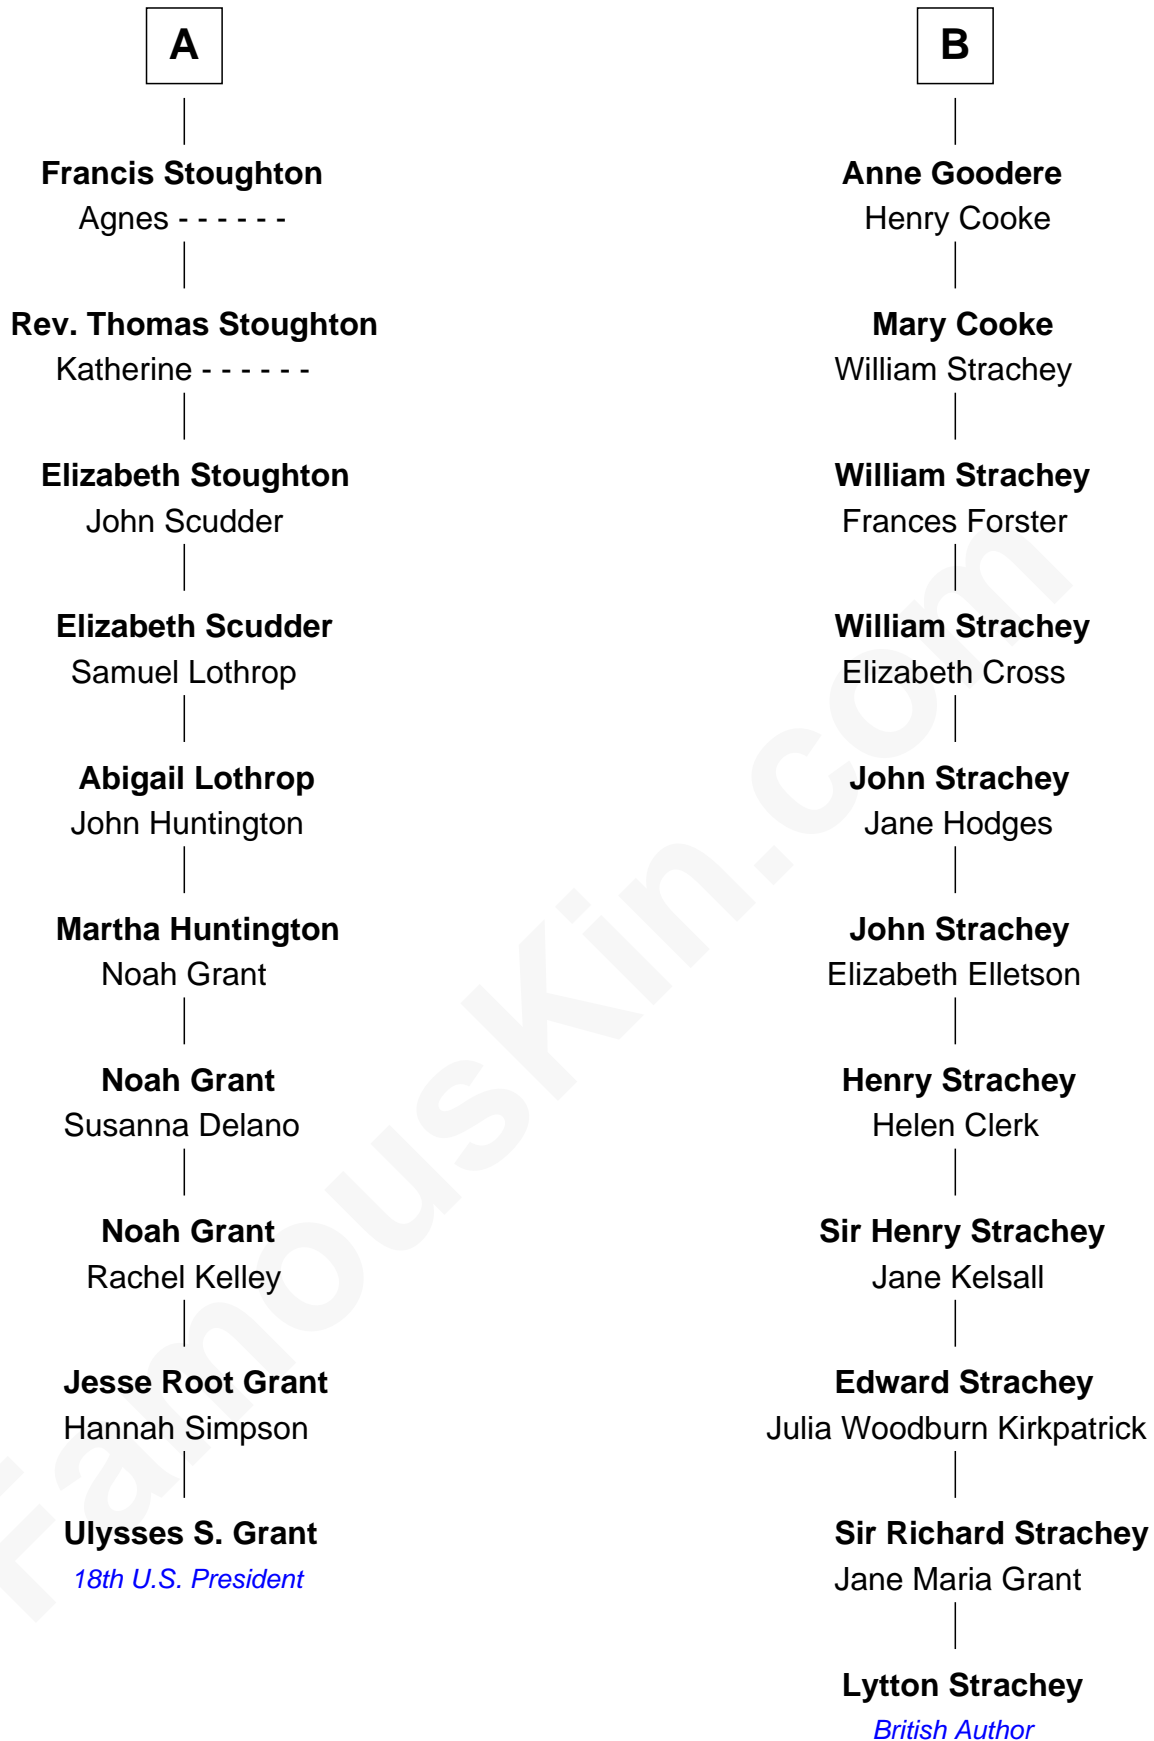 A
Francis Stoughton
Agnes - - - - - -
Rev. Thomas Stoughton
Katherine - - - - - -
Elizabeth Stoughton
John Scudder
Elizabeth Scudder
Samuel Lothrop
Abigail Lothrop
John Huntington
Martha Huntington
Noah Grant
Noah Grant
Susanna Delano
Noah Grant
Rachel Kelley
Jesse Root Grant
Hannah Simpson
Ulysses S. Grant
18th U.S. President
B
Anne Goodere
Henry Cooke
Mary Cooke
William Strachey
William Strachey
Frances Forster
William Strachey
Elizabeth Cross
John Strachey
Jane Hodges
John Strachey
Elizabeth Elletson
Henry Strachey
Helen Clerk
Sir Henry Strachey
Jane Kelsall
Edward Strachey
Julia Woodburn Kirkpatrick
Sir Richard Strachey
Jane Maria Grant
Lytton Strachey
British Author
FamousKin.com